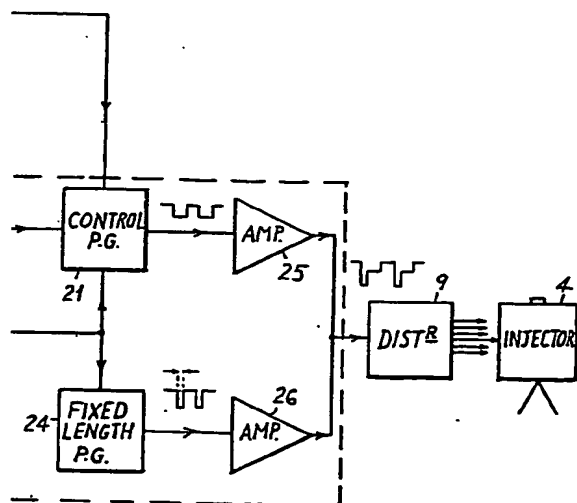 CONTROL
P.G.
21
AMP.
25
9
DISTR
4
INJECTOR
24
FIXED
LENGTH
P.G.
AMP.
26